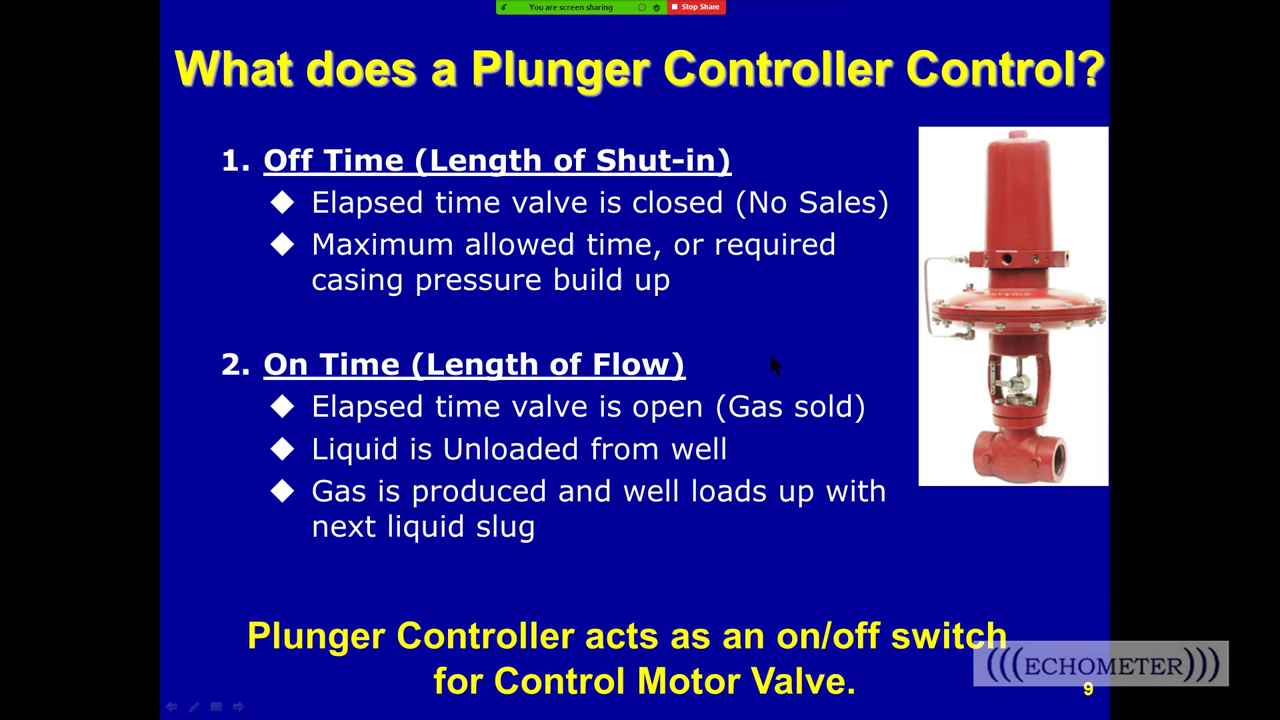 You are screen sharing
Stop Share
What does a Plunger Controller Control?
1. Off Time (Length of Shut-in)
◆ Elapsed time valve is closed (No Sales)
◆ Maximum allowed time, or required
casing pressure build up
2. On Time (Length of Flow)
◆ Elapsed time valve is open (Gas sold)
◆ Liquid is Unloaded from well
◆ Gas is produced and well loads up with
next liquid slug
Plunger Controller acts as an on/off switch
for Control Motor Valve.
(((ECHOMETER)))
9